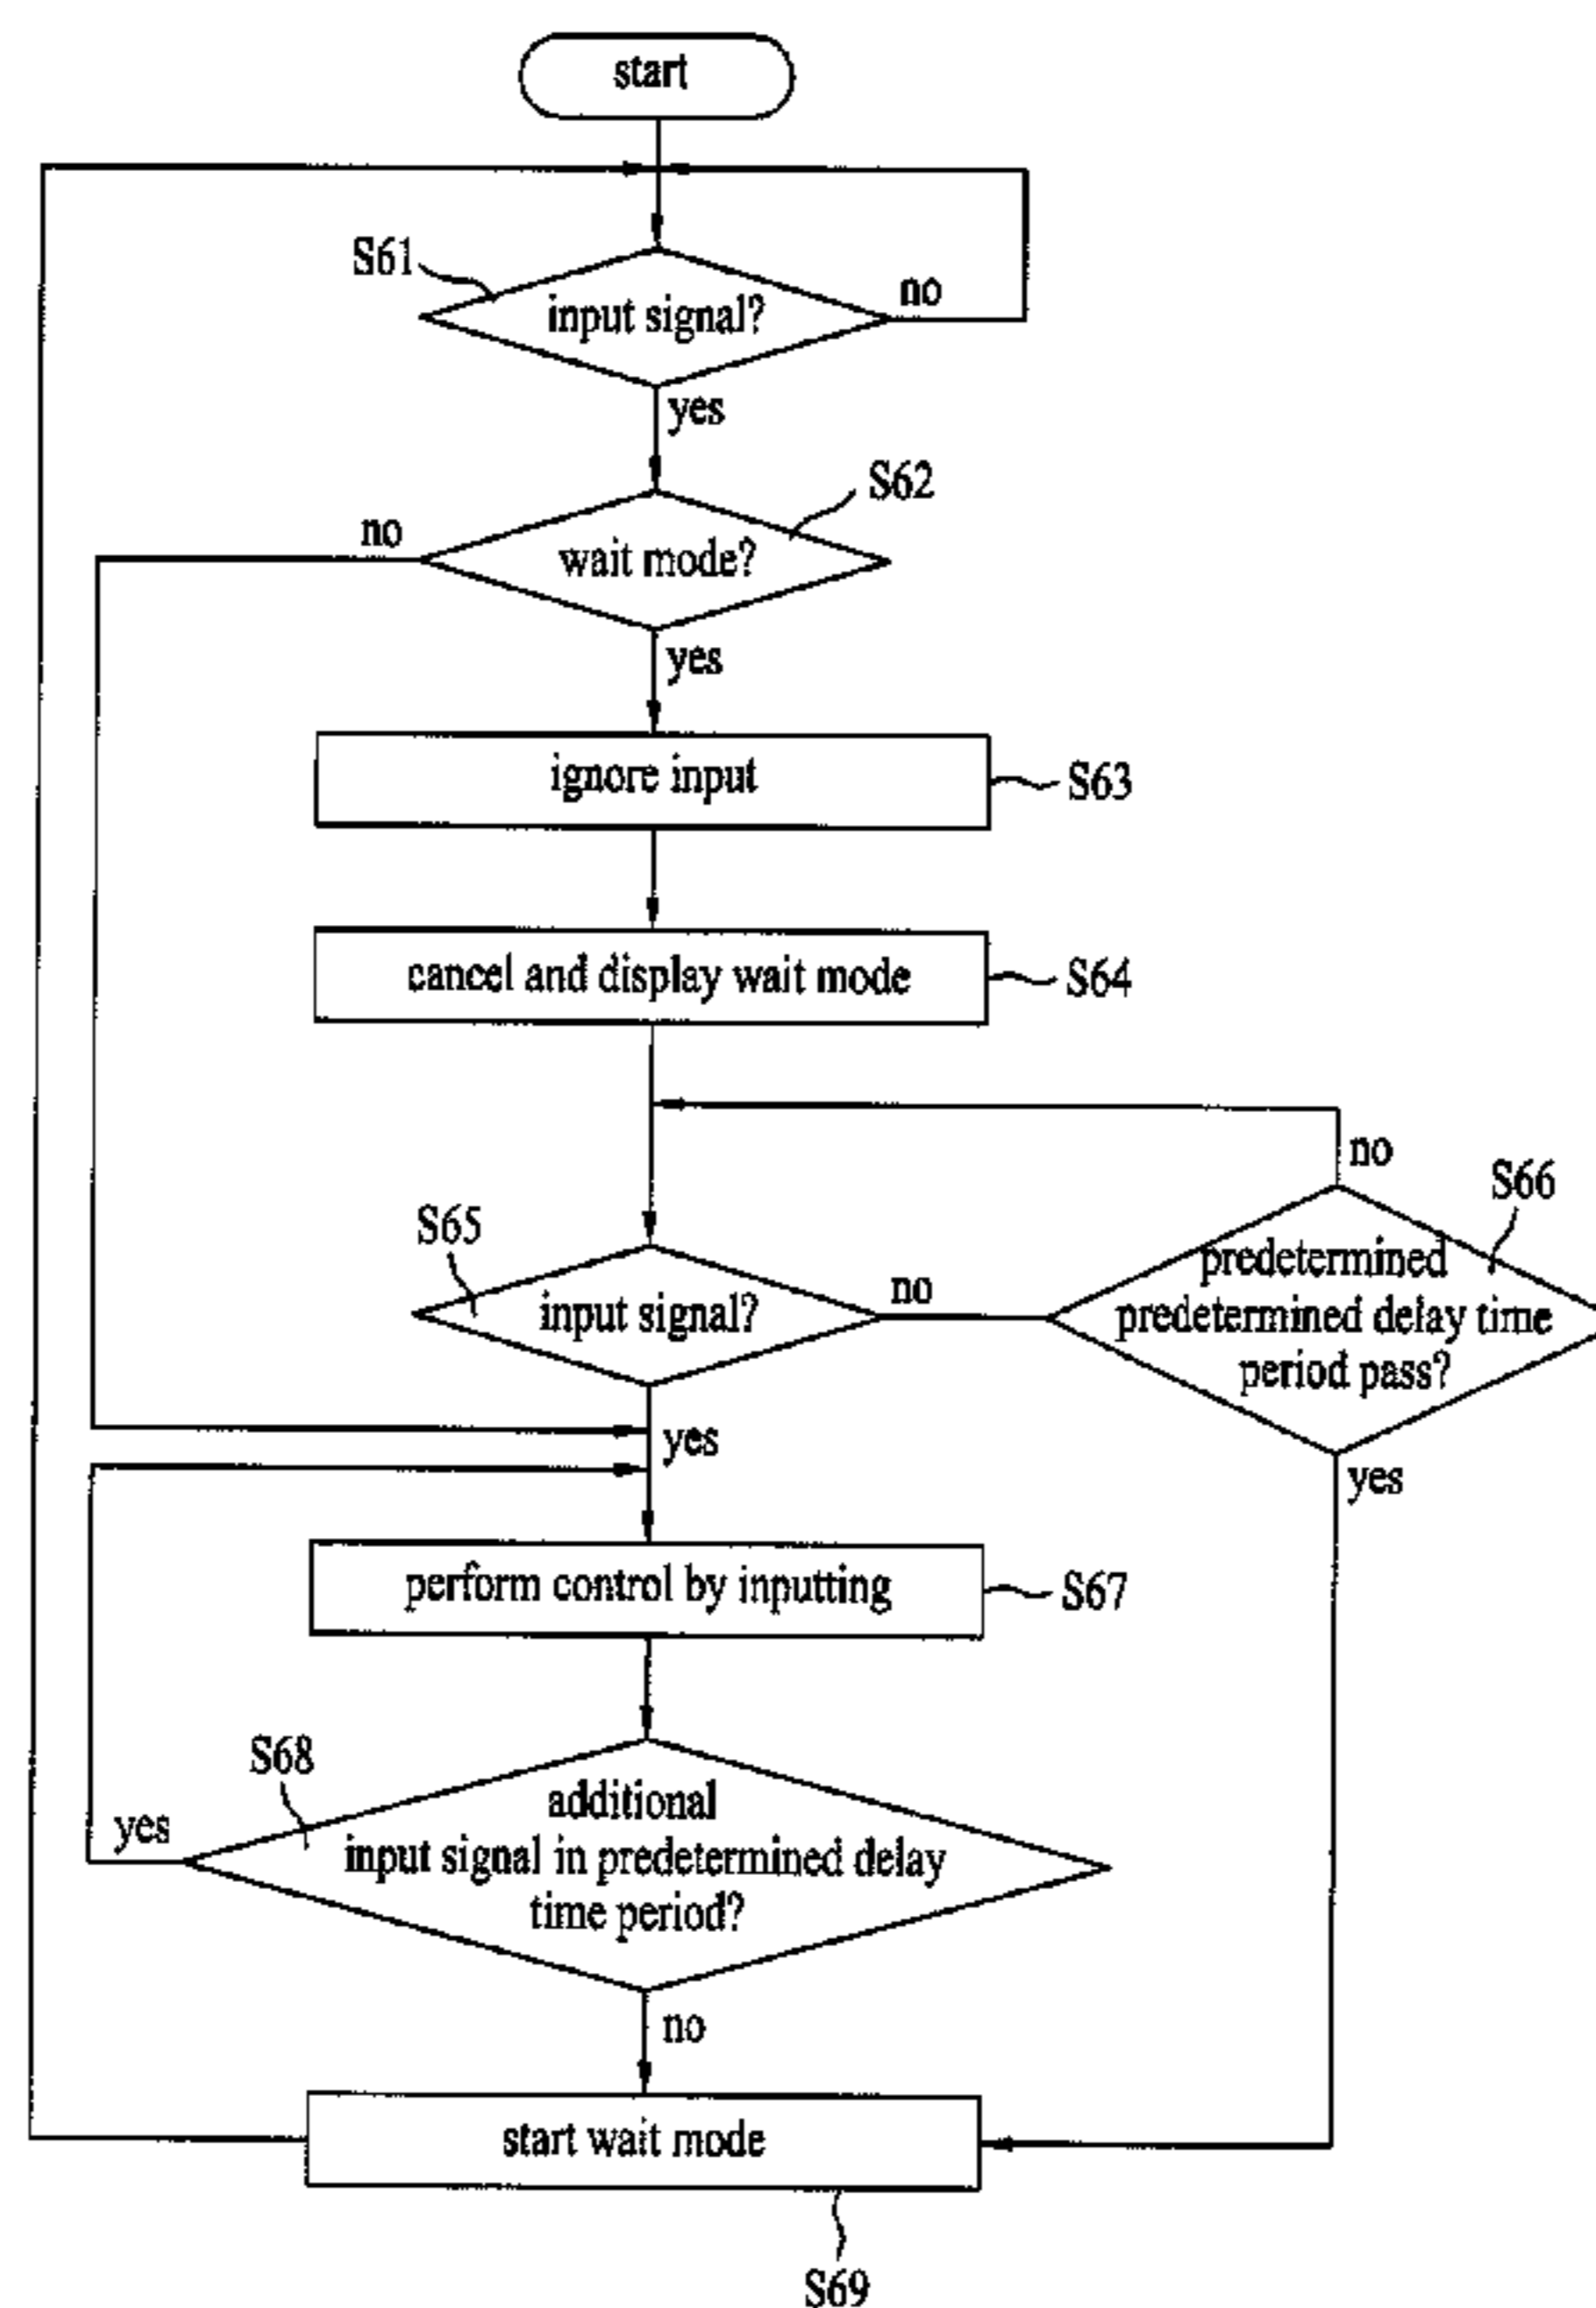 start
S61
input signal?
no
yes
S62
no
wait mode?
yes
ignore input
S63
cancel and display wait mode
S64
no
S66
S65
input signal?
no
predetermined
predetermined delay time
period pass?
yes
yes
perform control by inputting
S67
S68
yes
additional
input signal in predetermined delay
time period?
no
start wait mode
S69